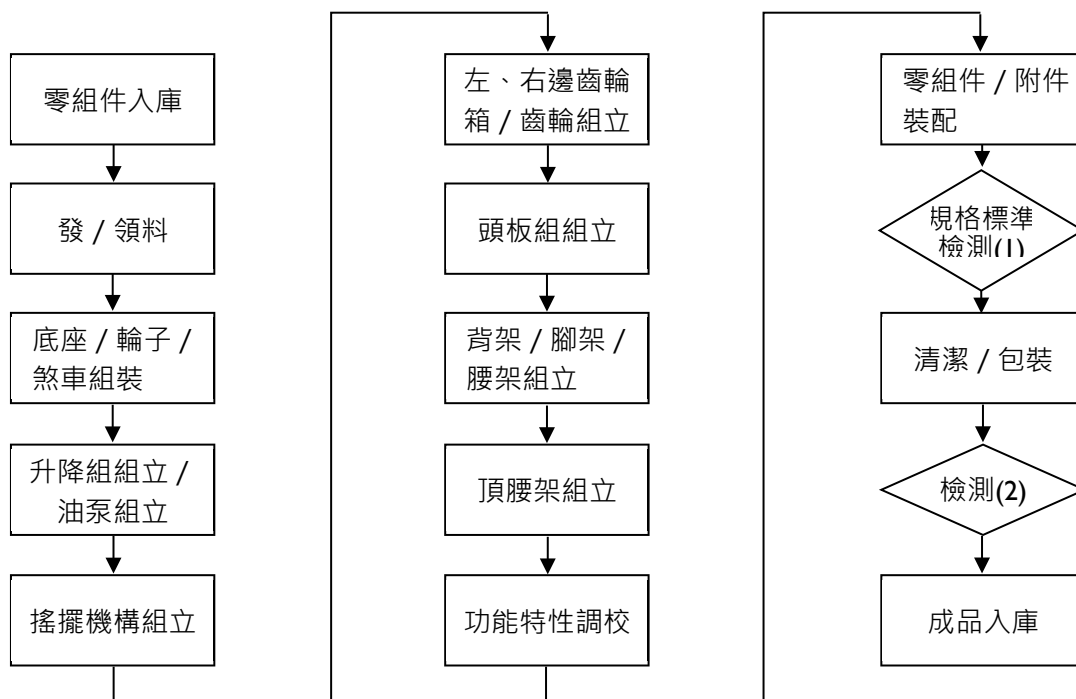 零組件入庫
發 / 領料
底座 / 輪子 /
煞車組裝
升降組組立 /
油泵組立
搖擺機構組立
左、右邊齒輪
箱 / 齒輪組立
頭板組組立
背架 / 腳架 /
腰架組立
頂腰架組立
功能特性調校
零組件 / 附件
裝配
規格標準
檢測(1)
清潔 / 包裝
檢測(2)
成品入庫